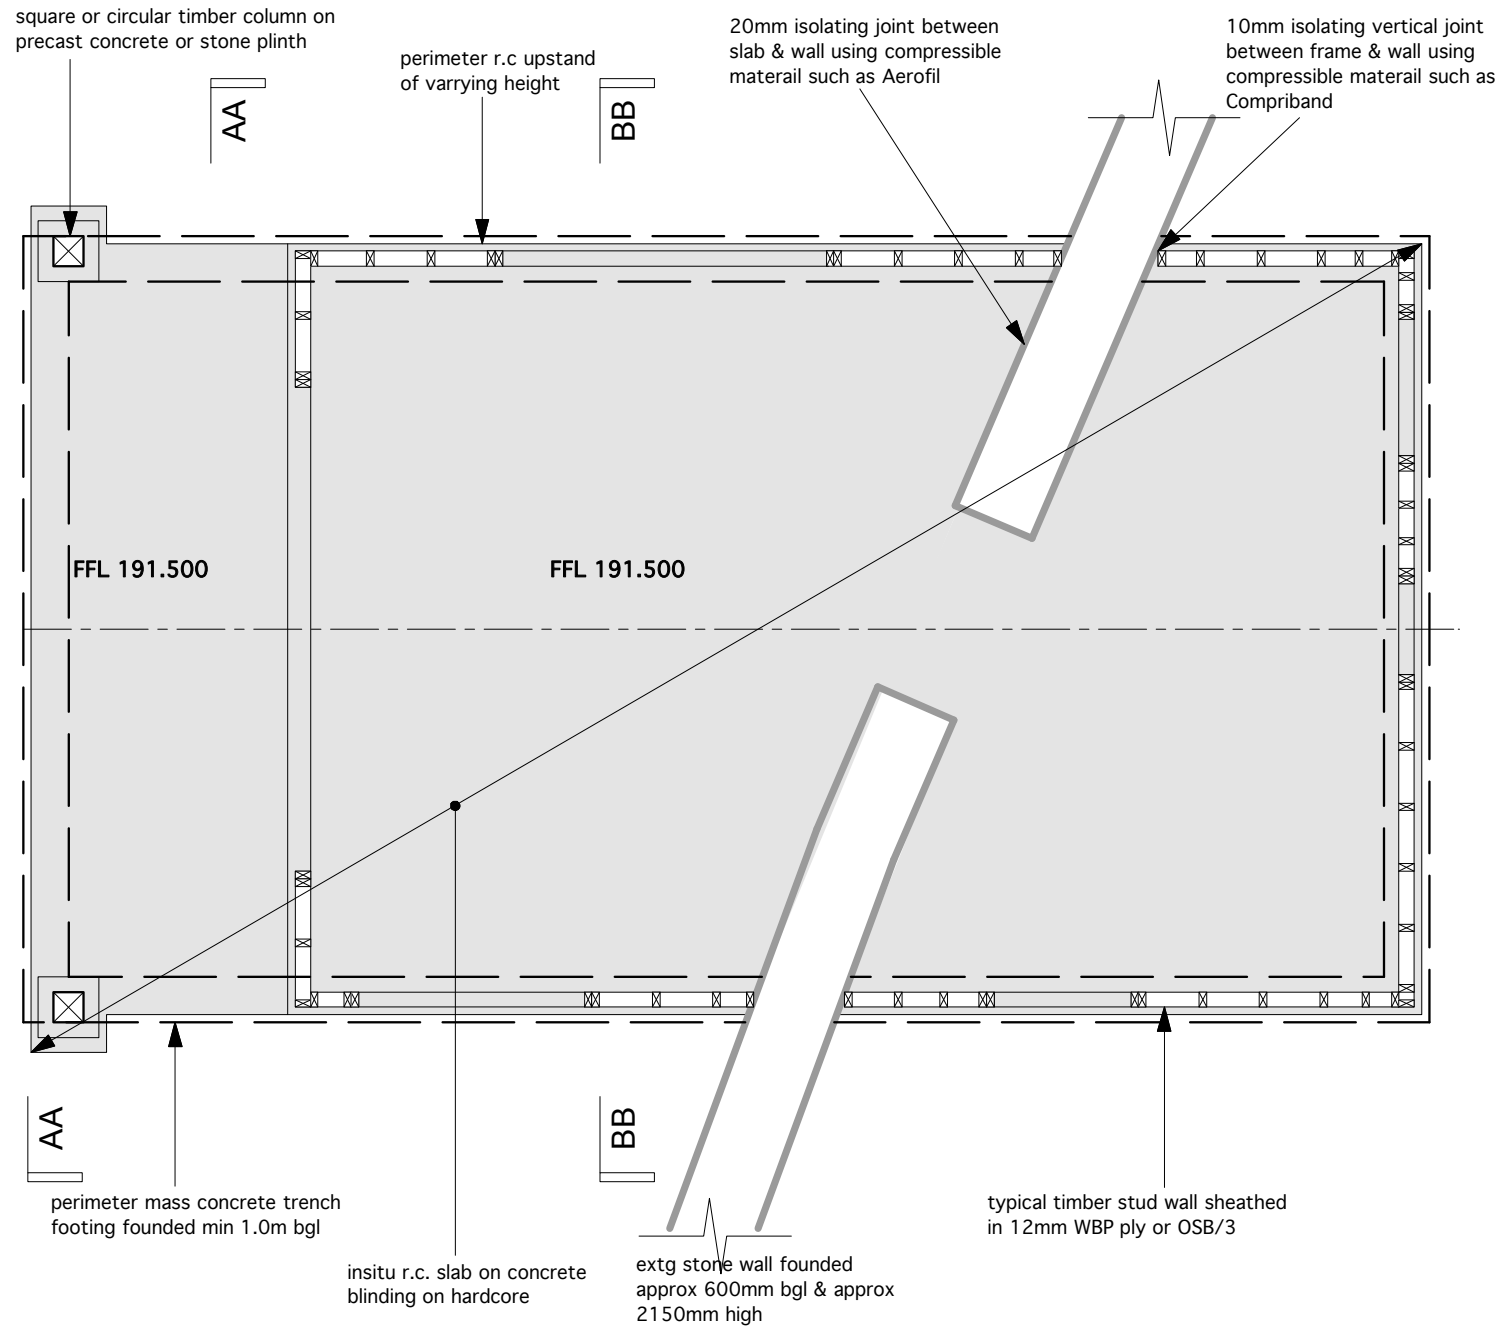 square or circular timber column on
precast concrete or stone plinth
perimeter r.c upstand
of varrying height
20mm isolating joint between
slab & wall using compressible
materail such as Aerofil
10mm isolating vertical joint
between frame & wall using
compressible materail such as
Compriband
AA
BB
FFL 191.500
FFL 191.500
AA
BB
perimeter mass concrete trench
footing founded min 1.0m bgl
insitu r.c. slab on concrete
blinding on hardcore
extg stone wall founded
approx 600mm bgl & approx
2150mm high
typical timber stud wall sheathed
in 12mm WBP ply or OSB/3